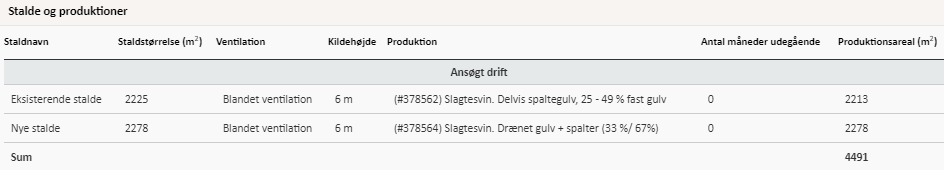 Stalde og produktioner
Staldnavn Staldstørrelse (m²) Ventilation Kildehøjde Produktion Antal måneder udegående Produktionsareal (m²)
Ansøgt drift
Eksisterende stalde 2225 Blandet ventilation 6 m (#378562) Slagtesvin. Delvis spaltegulv, 25 - 49 % fast gulv 0 2213
Nye stalde 2278 Blandet ventilation 6 m (#378564) Slagtesvin. Drænet gulv + spalter (33 %/ 67%) 0 2278
Sum 4491